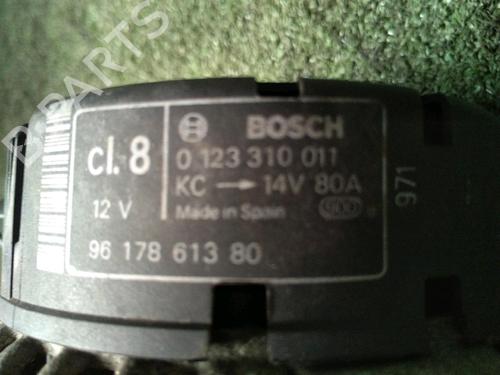 B-PARTS
BOSCH
cl. 8
0 123 310 011
KC → 14V 80A
12 V
Made in Spain
96 178 613 80
971